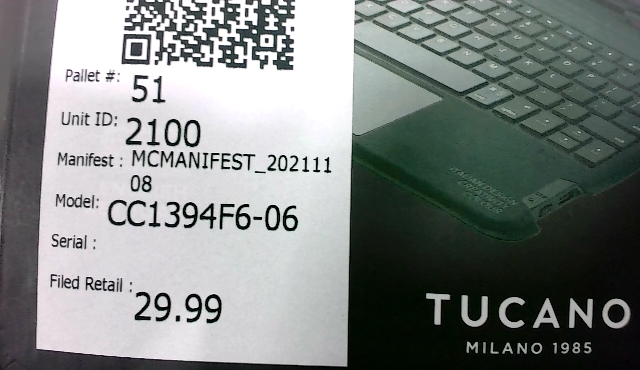 Pallet #: 51
Unit ID: 2100
Manifest : MCMANIFEST_202111
08
Model: CC1394F6-06
Serial :
Filed Retail : 29.99
TUCANO
MILANO 1985